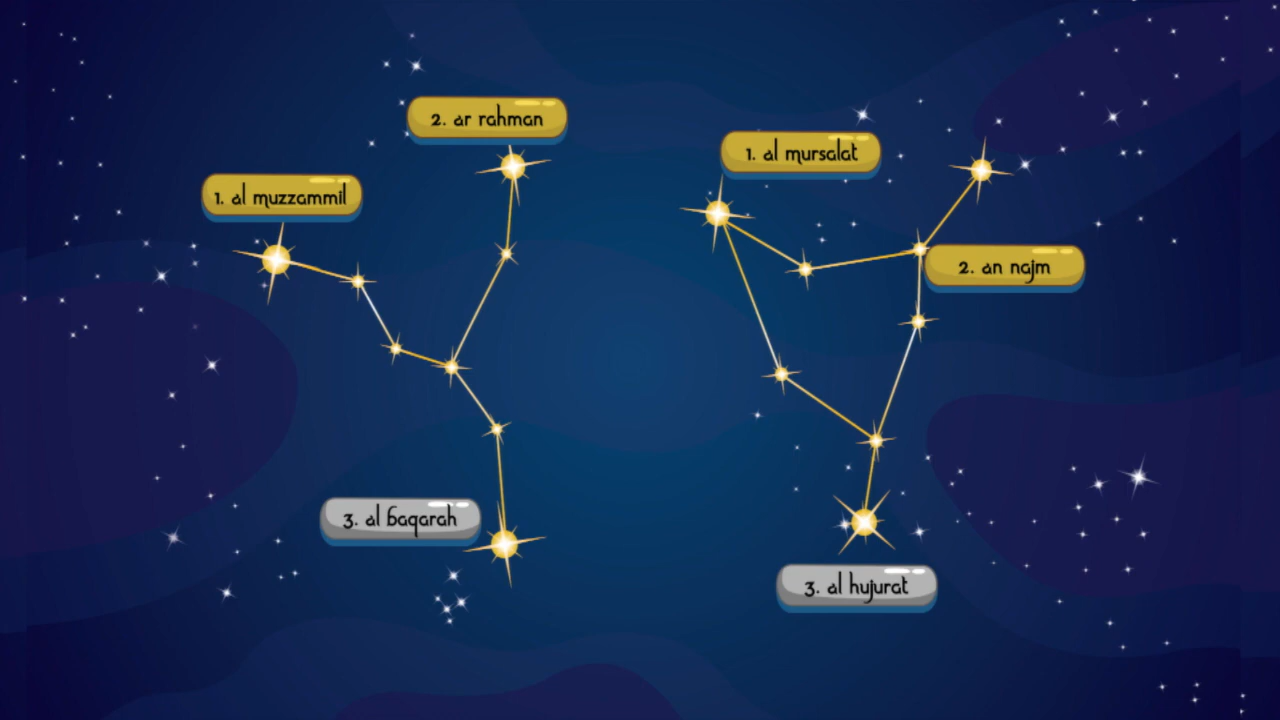 1. al muzzammil
2. ar rahman
3. al baqarah
1. al mursalat
2. an najm
3. al hujurat